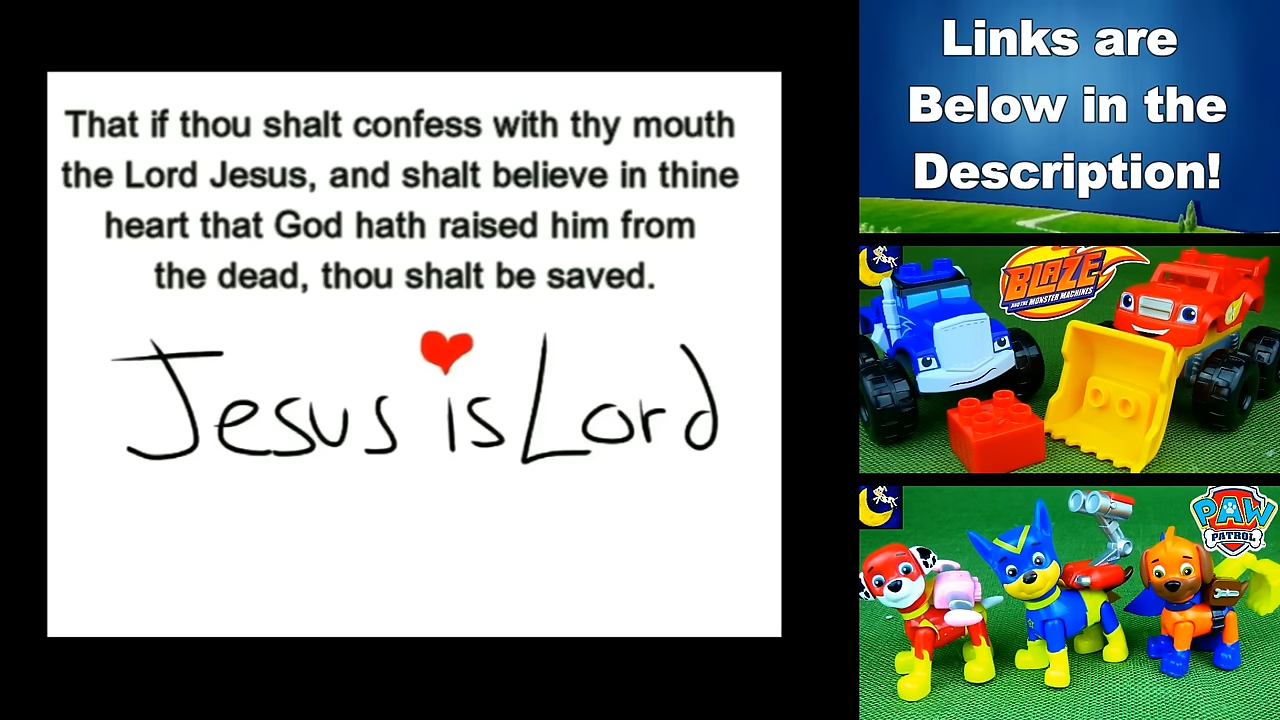 That if thou shalt confess with thy mouth
the Lord Jesus, and shalt believe in thine
heart that God hath raised him from
the dead, thou shalt be saved.
Jesus is Lord
Links are
Below in the
Description!
BLAZE
AND THE MONSTER MACHINES
PAW
PATROL